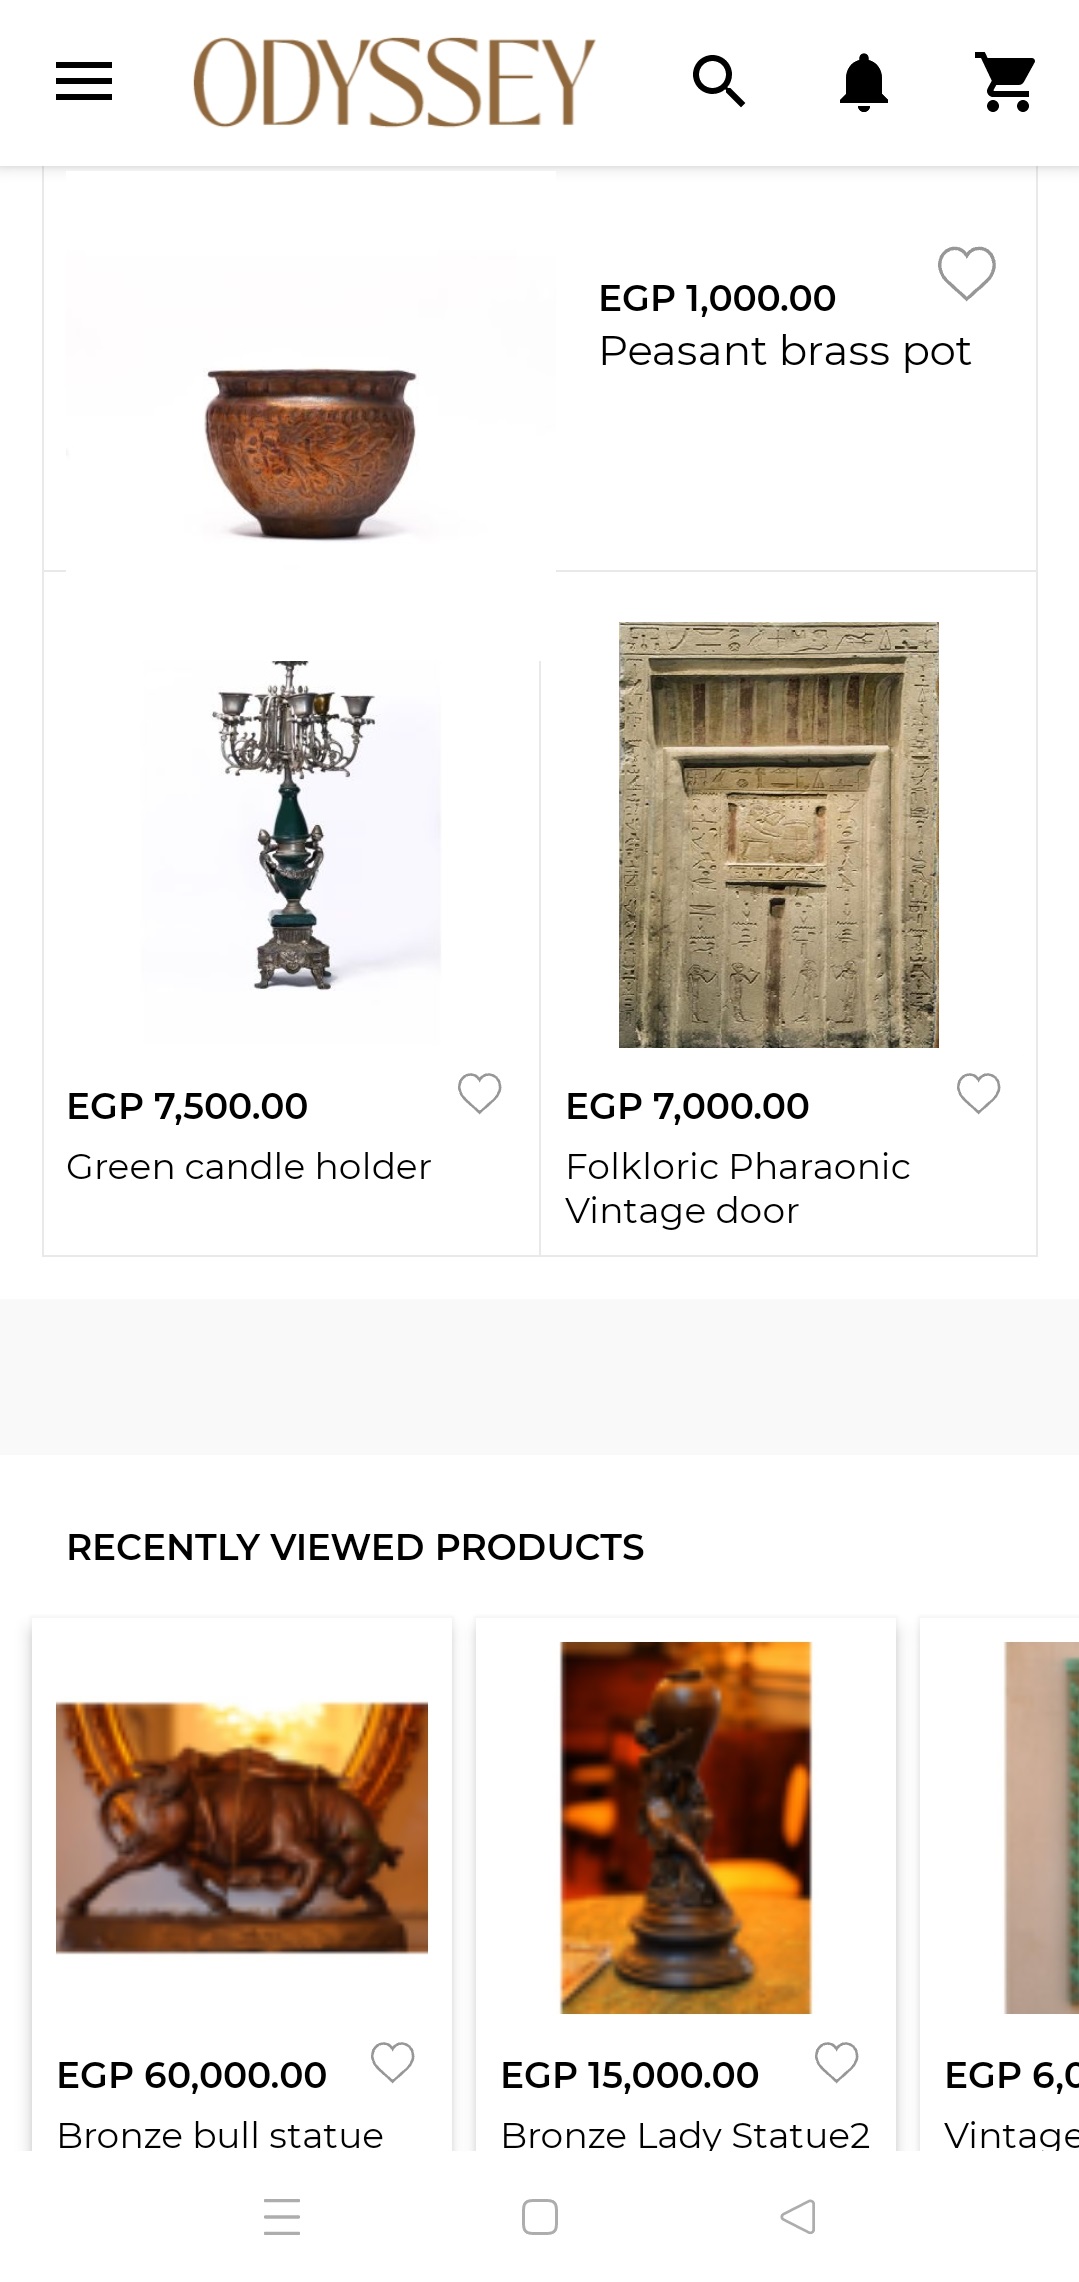 ODYSSEY
EGP 1,000.00
Peasant brass pot
EGP 7,500.00
Green candle holder
EGP 7,000.00
Folkloric Pharaonic
Vintage door
RECENTLY VIEWED PRODUCTS
EGP 60,000.00
Bronze bull statue
EGP 15,000.00
Bronze Lady Statue2
EGP 6,0
Vintage